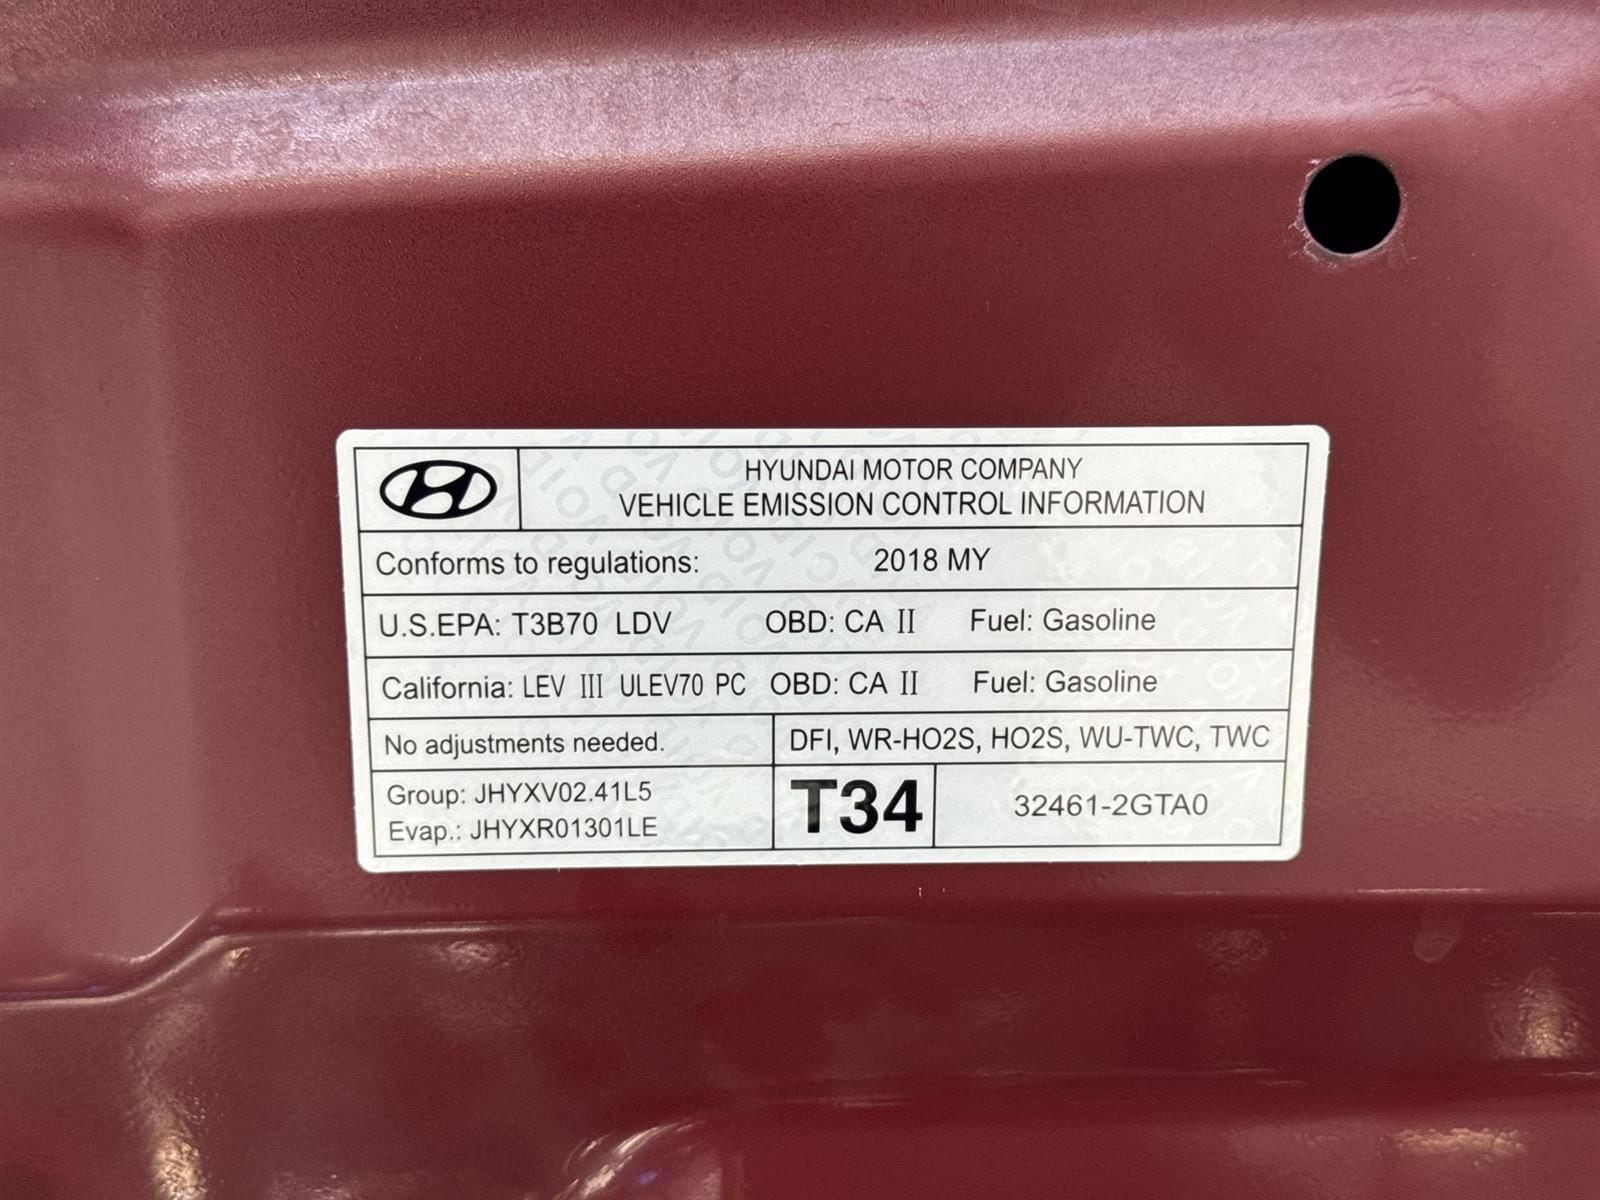 HYUNDAI MOTOR COMPANY
VEHICLE EMISSION CONTROL INFORMATION
Conforms to regulations: 2018 MY
U.S.EPA: T3B70 LDV OBD: CA II Fuel: Gasoline
California: LEV III ULEV70 PC OBD: CA II Fuel: Gasoline
No adjustments needed. DFI, WR-HO2S, HO2S, WU-TWC, TWC
Group: JHYXV02.41L5
Evap.: JHYXR01301LE
T34
32461-2GTA0